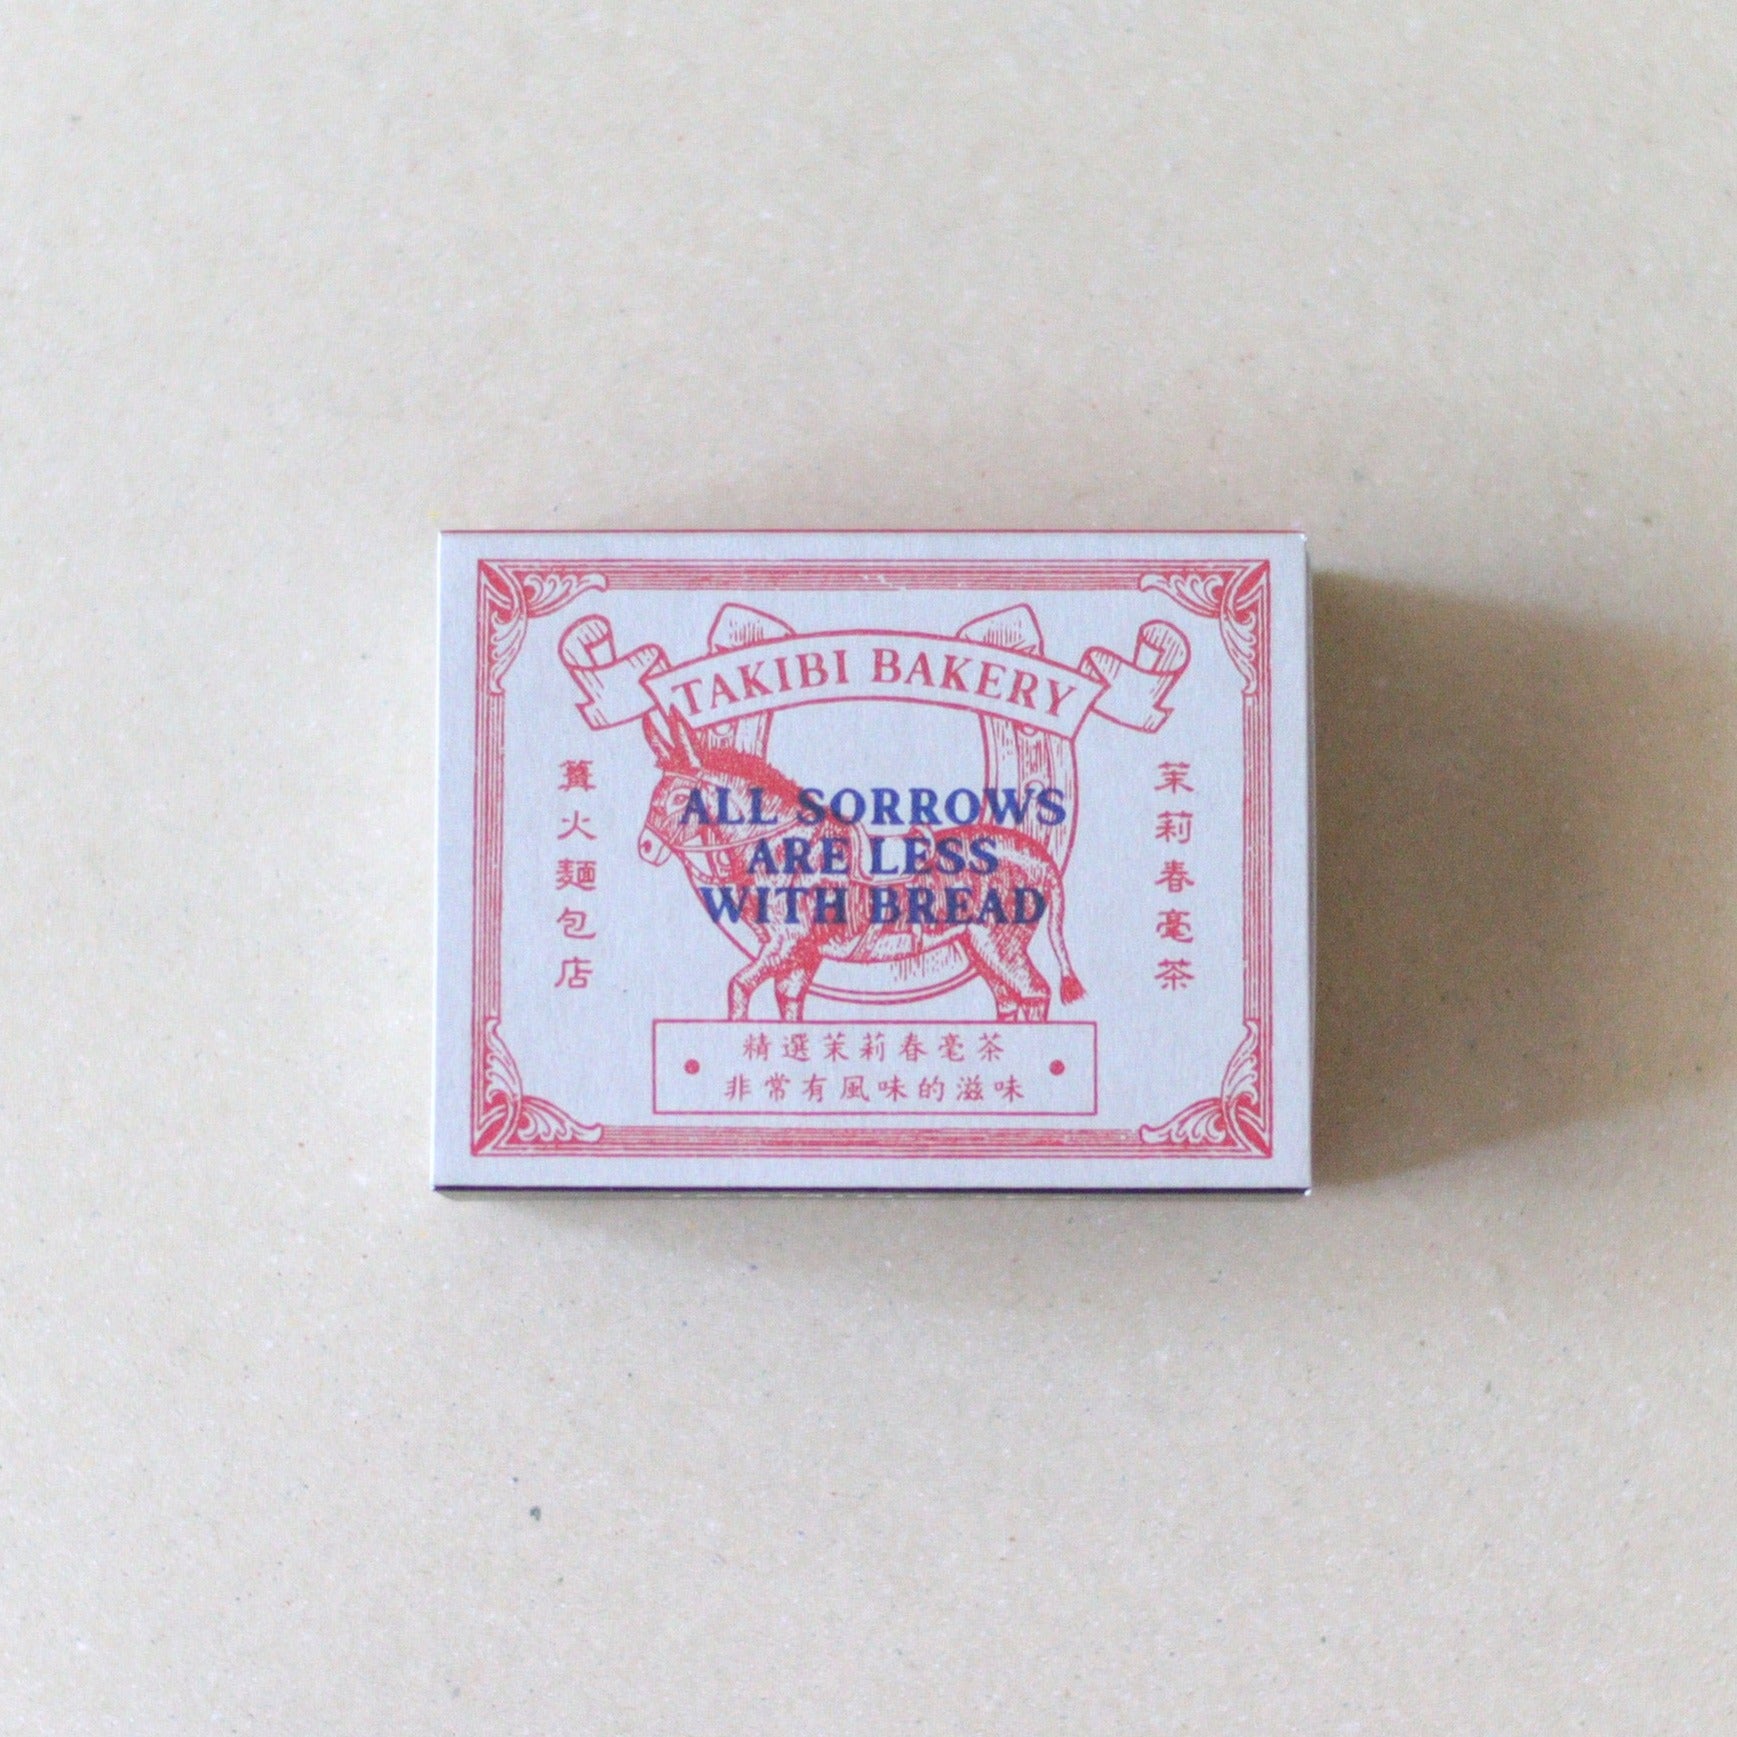 TAKIBI BAKERY
篝火麵包店
ALL SORROWS
ARE LESS
WITH BREAD
茉莉春毫茶
精選茉莉春毫茶
非常有風味的滋味